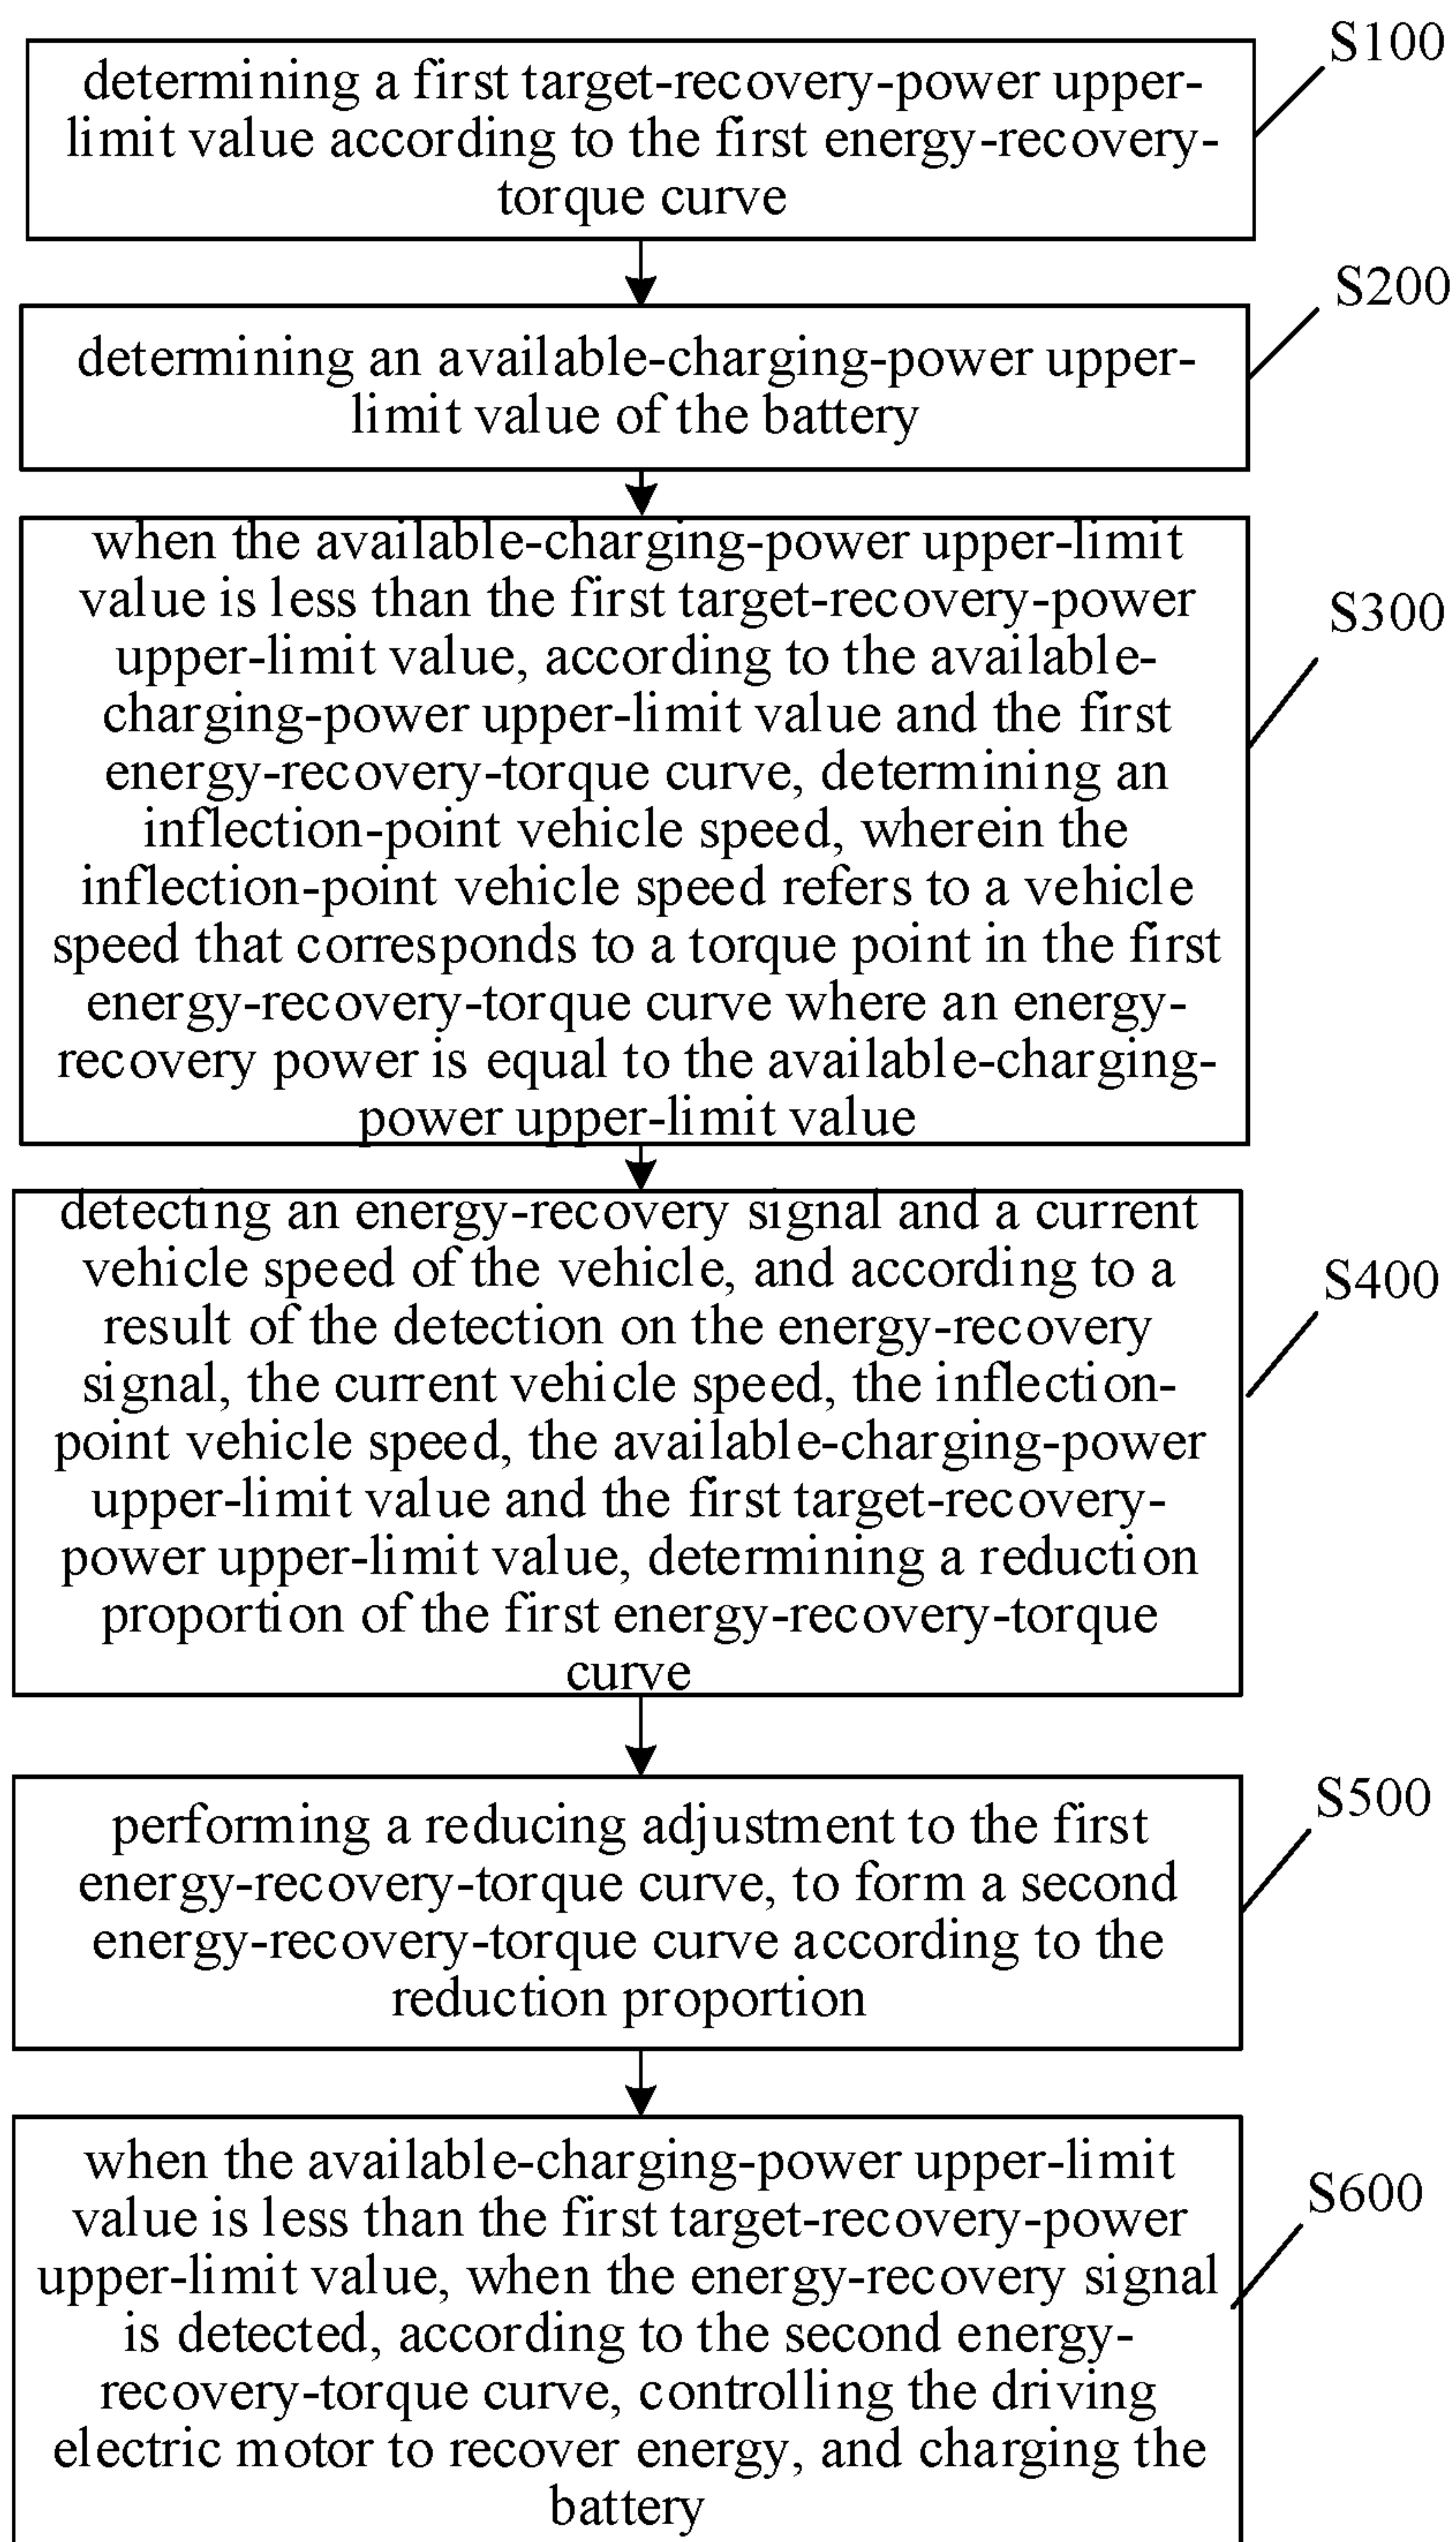 S100
determining a first target-recovery-power upper-
limit value according to the first energy-recovery-
torque curve
S200
determining an available-charging-power upper-
limit value of the battery
S300
when the available-charging-power upper-limit
value is less than the first target-recovery-power
upper-limit value, according to the available-
charging-power upper-limit value and the first
energy-recovery-torque curve, determining an
inflection-point vehicle speed, wherein the
inflection-point vehicle speed refers to a vehicle
speed that corresponds to a torque point in the first
energy-recovery-torque curve where an energy-
recovery power is equal to the available-charging-
power upper-limit value
S400
detecting an energy-recovery signal and a current
vehicle speed of the vehicle, and according to a
result of the detection on the energy-recovery
signal, the current vehicle speed, the inflection-
point vehicle speed, the available-charging-power
upper-limit value and the first target-recovery-
power upper-limit value, determining a reduction
proportion of the first energy-recovery-torque
curve
S500
performing a reducing adjustment to the first
energy-recovery-torque curve, to form a second
energy-recovery-torque curve according to the
reduction proportion
S600
when the available-charging-power upper-limit
value is less than the first target-recovery-power
upper-limit value, when the energy-recovery signal
is detected, according to the second energy-
recovery-torque curve, controlling the driving
electric motor to recover energy, and charging the
battery